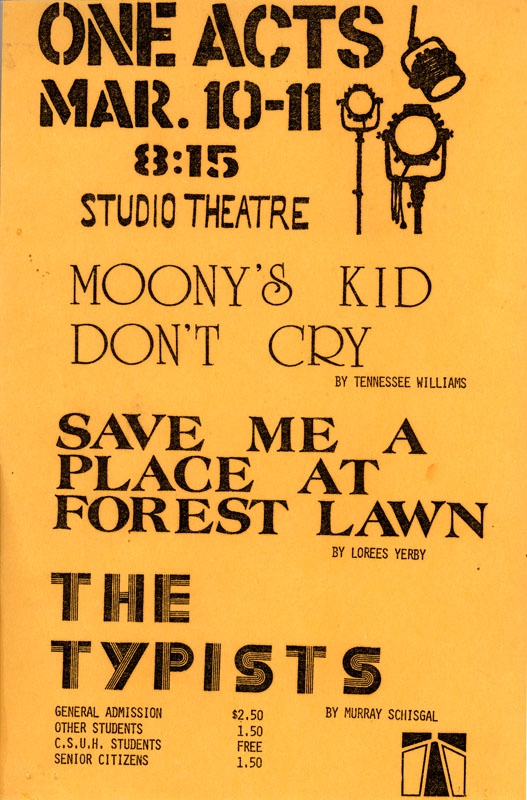 ONE ACTS
MAR. 10-11
8:15
STUDIO THEATRE
MOONY'S KID
DON'T CRY
BY TENNESSEE WILLIAMS
SAVE ME A
PLACE AT
FOREST LAWN
BY LOREES YERBY
THE
TYPISTS
BY MURRAY SCHISGAL
GENERAL ADMISSION $2.50
OTHER STUDENTS 1.50
C.S.U.H. STUDENTS FREE
SENIOR CITIZENS 1.50